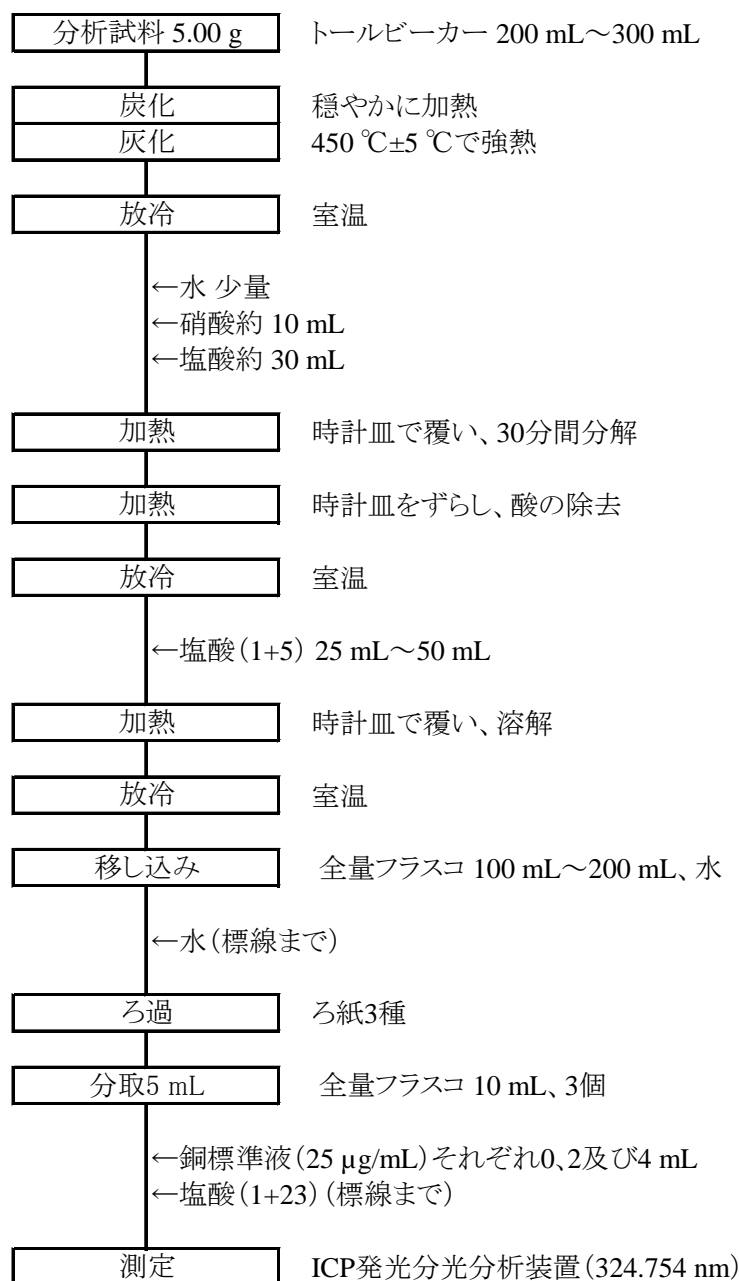 分析試料 5.00 g トールビーカー 200 mL～300 mL
炭化 穏やかに加熱
灰化 450 ℃±5 ℃で強熱
放冷 室温
←水 少量
←硝酸約 10 mL
←塩酸約 30 mL
加熱 時計皿で覆い、30分間分解
加熱 時計皿をずらし、酸の除去
放冷 室温
←塩酸（1+5） 25 mL～50 mL
加熱 時計皿で覆い、溶解
放冷 室温
移し込み 全量フラスコ 100 mL～200 mL、水
←水（標線まで）
ろ過 ろ紙3種
分取5 mL 全量フラスコ 10 mL、3個
←銅標準液（25 µg/mL）それぞれ0、2及び4 mL
←塩酸（1+23）（標線まで）
測定 ICP発光分光分析装置（324.754 nm）